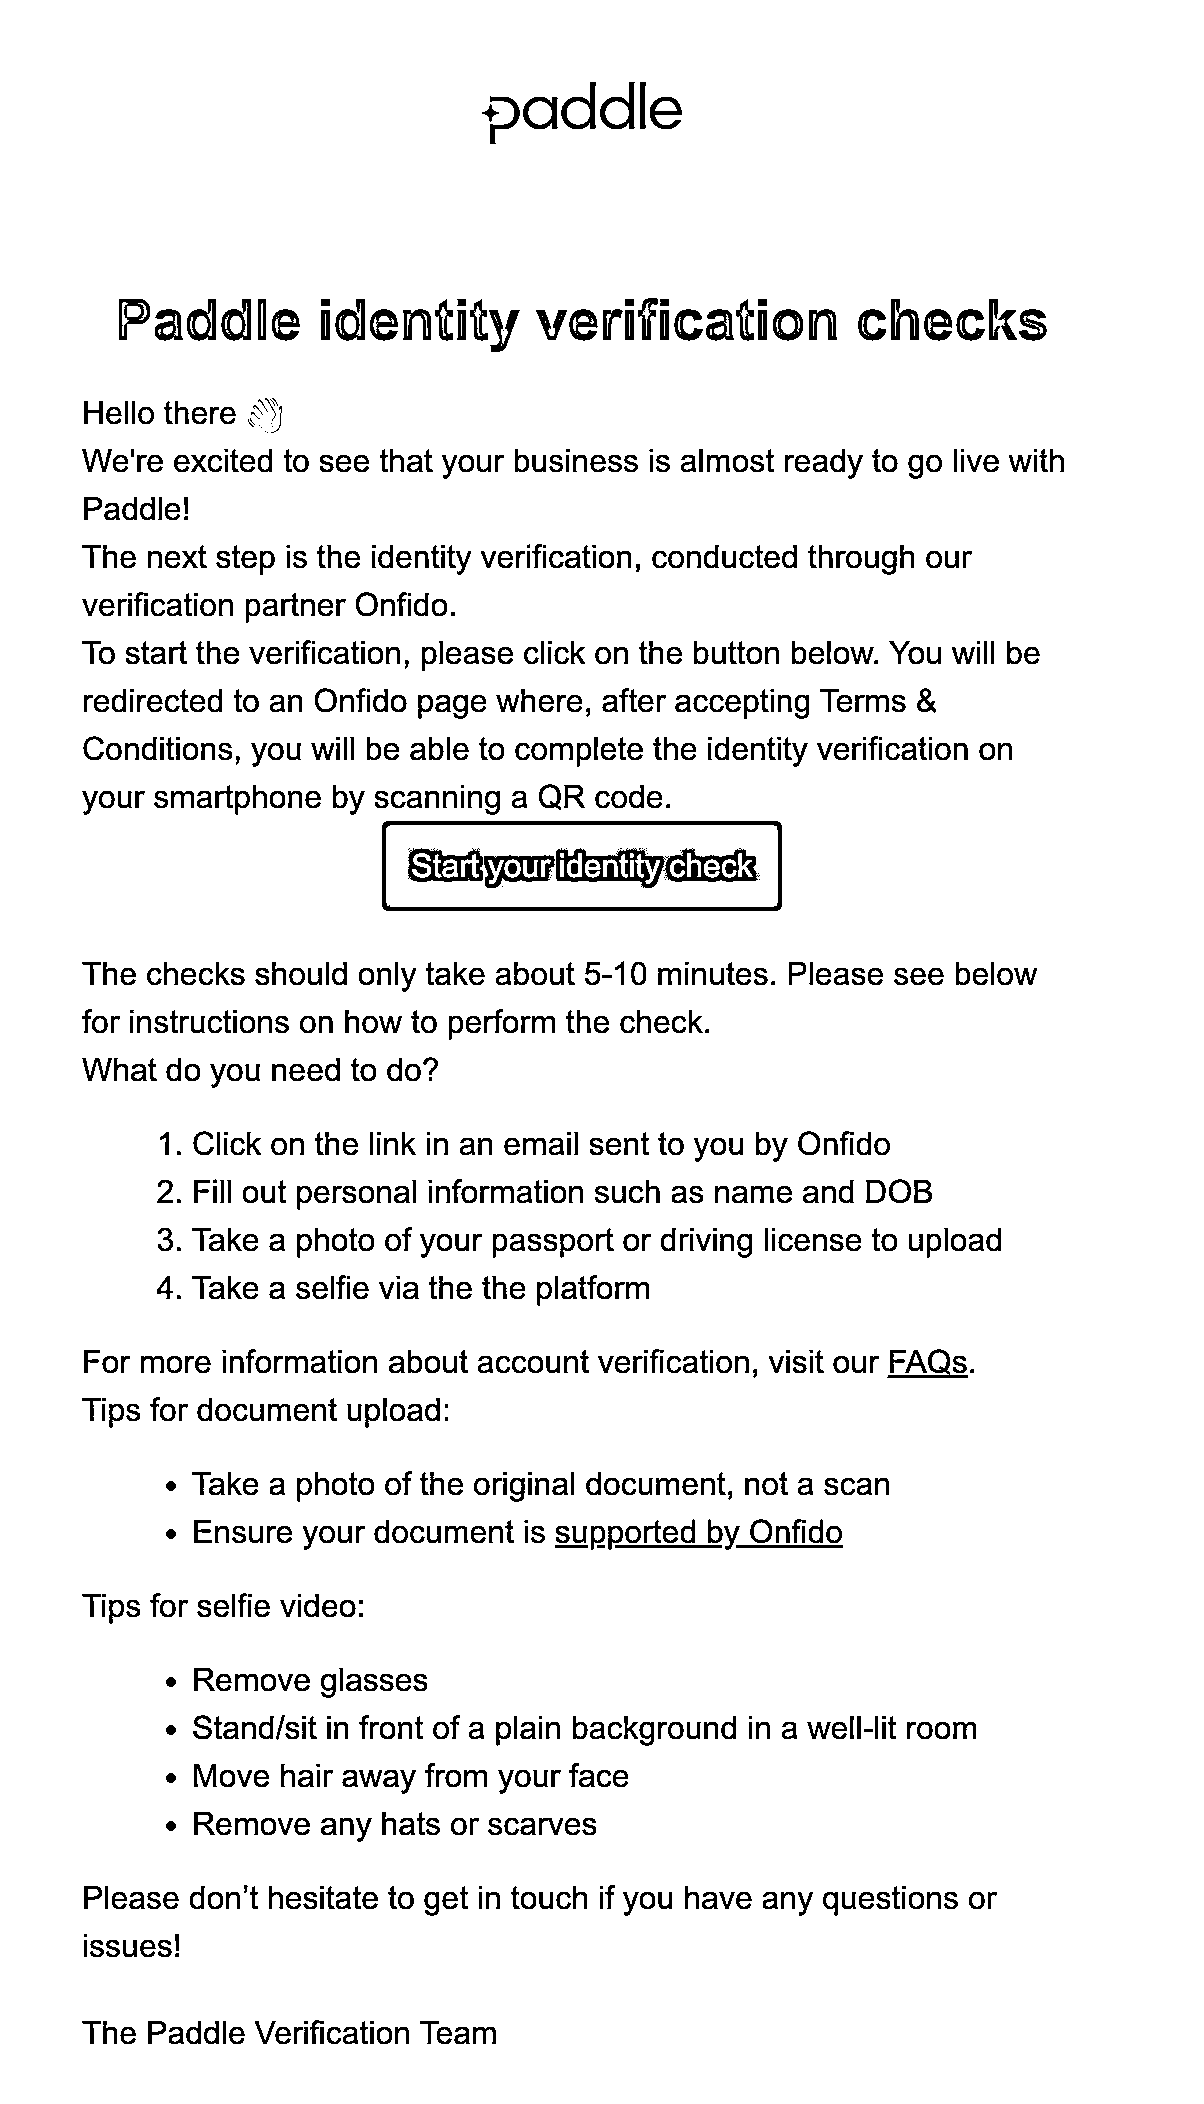 paddle
Paddle identity verification checks
Hello there 👋
We're excited to see that your business is almost ready to go live with
Paddle!
The next step is the identity verification, conducted through our
verification partner Onfido.
To start the verification, please click on the button below. You will be
redirected to an Onfido page where, after accepting Terms &
Conditions, you will be able to complete the identity verification on
your smartphone by scanning a QR code.
Start your identity check
The checks should only take about 5-10 minutes. Please see below
for instructions on how to perform the check.
What do you need to do?
1. Click on the link in an email sent to you by Onfido
2. Fill out personal information such as name and DOB
3. Take a photo of your passport or driving license to upload
4. Take a selfie via the the platform
For more information about account verification, visit our FAQs.
Tips for document upload:
• Take a photo of the original document, not a scan
• Ensure your document is supported by Onfido
Tips for selfie video:
• Remove glasses
• Stand/sit in front of a plain background in a well-lit room
• Move hair away from your face
• Remove any hats or scarves
Please don’t hesitate to get in touch if you have any questions or
issues!
The Paddle Verification Team